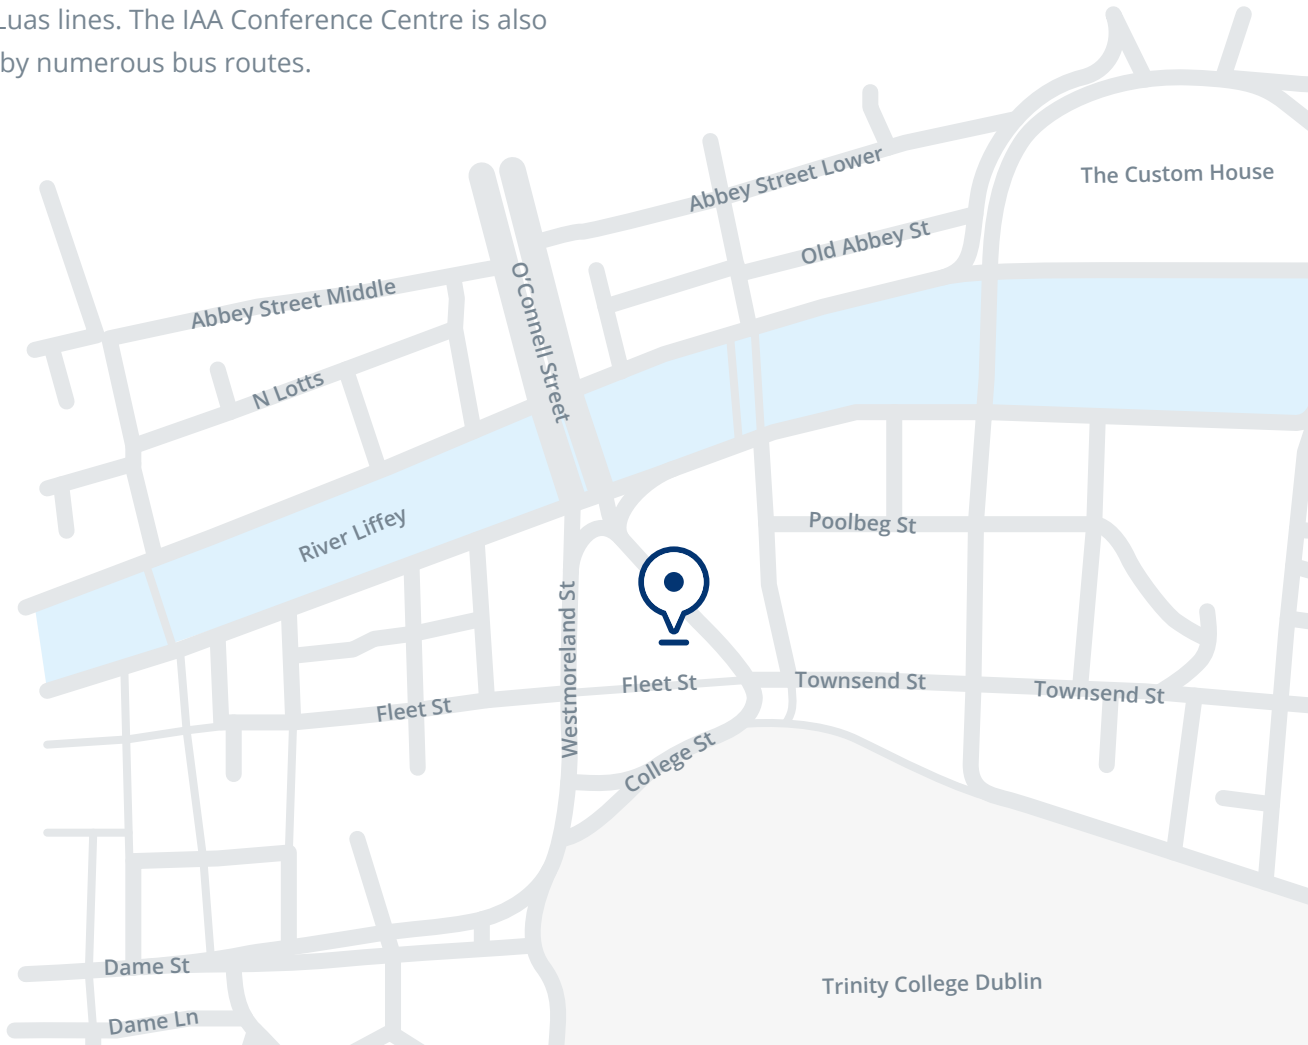 Luas lines. The IAA Conference Centre is also
by numerous bus routes.
The Custom House
Abbey Street Lower
Old Abbey St
O'Connell Street
Abbey Street Middle
N Lotts
River Liffey
Poolbeg St
Westmoreland St
Fleet St
Townsend St
Townsend St
Fleet St
College St
Dame St
Trinity College Dublin
Dame Ln